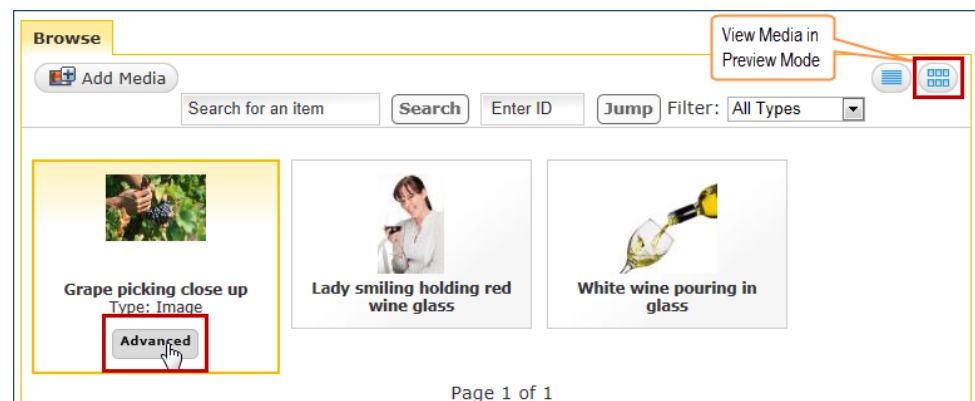 Browse
View Media in
Preview Mode
Add Media
Search for an item
Search
Enter ID
Jump
Filter:
All Types
Grape picking close up
Type: Image
Advanced
Lady smiling holding red
wine glass
White wine pouring in
glass
Page 1 of 1